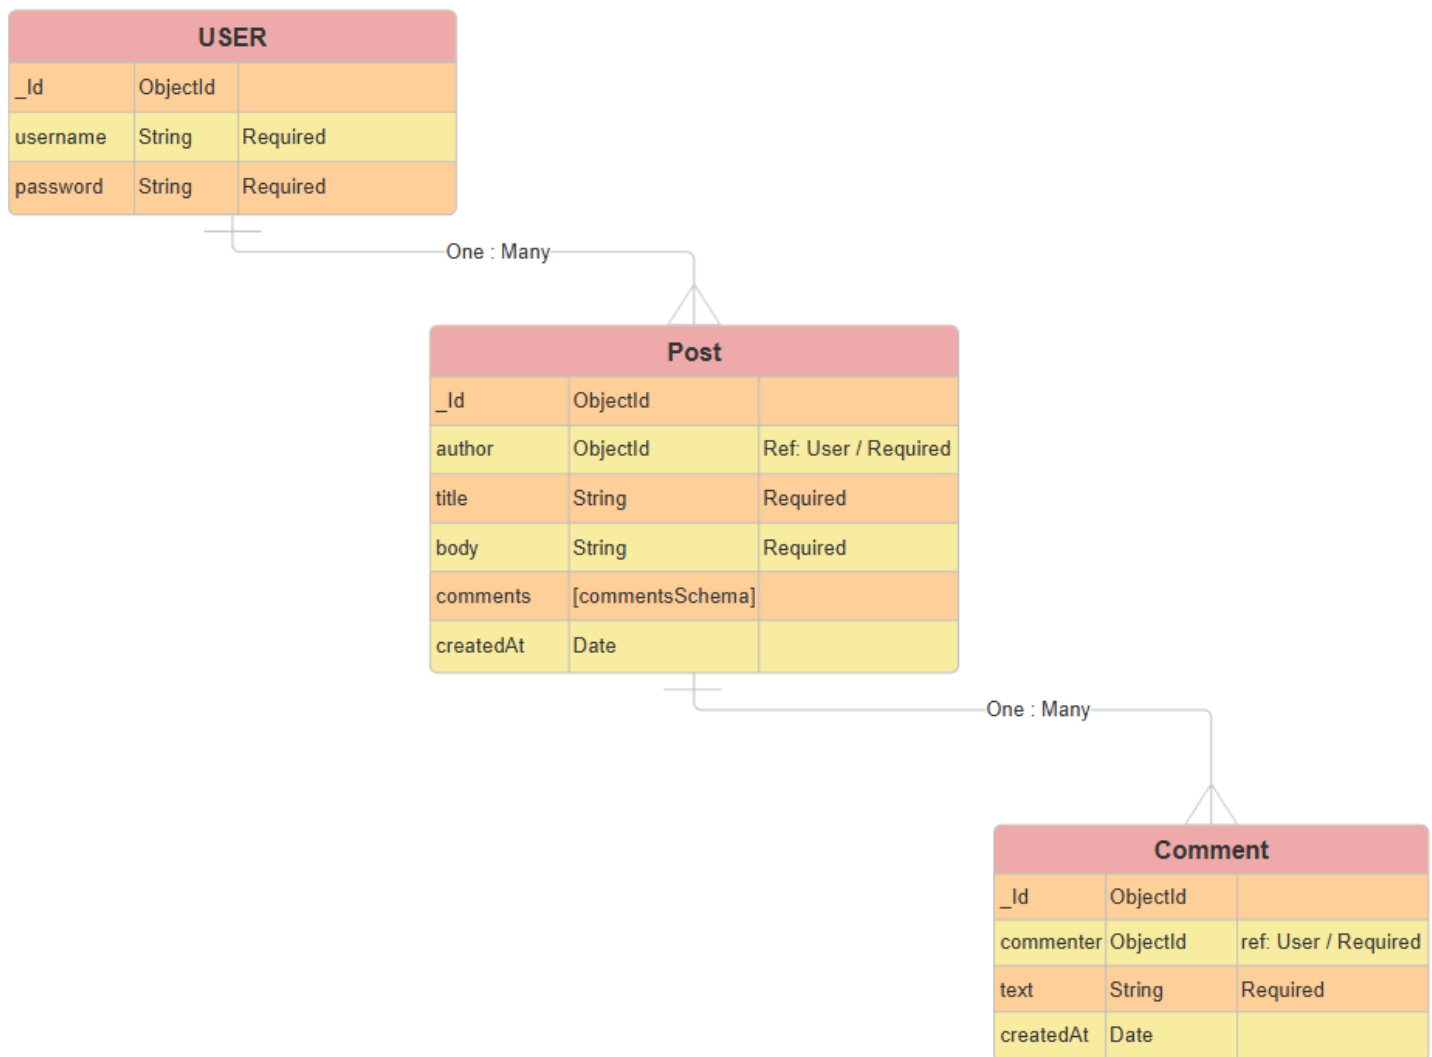 USER
_Id ObjectId
username String Required
password String Required
One : Many
Post
_Id ObjectId
author ObjectId Ref: User / Required
title String Required
body String Required
comments [commentsSchema]
createdAt Date
One : Many
Comment
_Id ObjectId
commenter ObjectId ref: User / Required
text String Required
createdAt Date